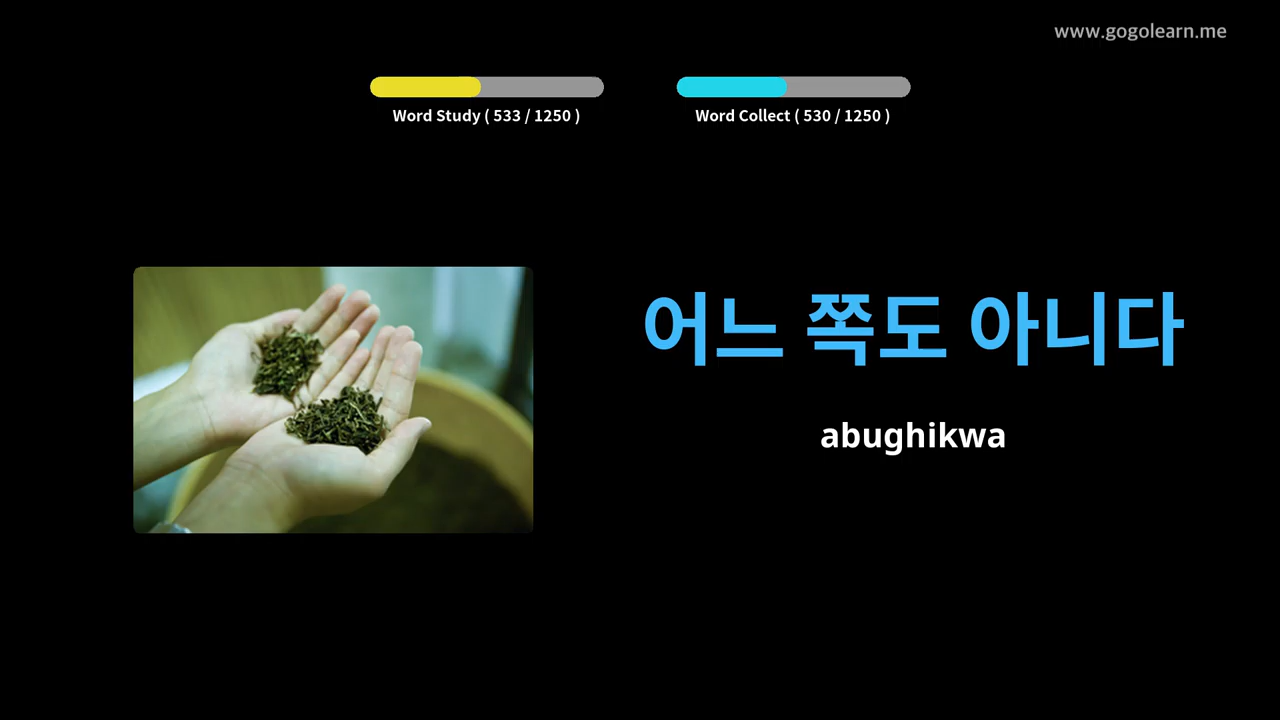 www.gogolearn.me
Word Study ( 533 / 1250 )
Word Collect ( 530 / 1250 )
어느 쪽도 아니다
abughikwa